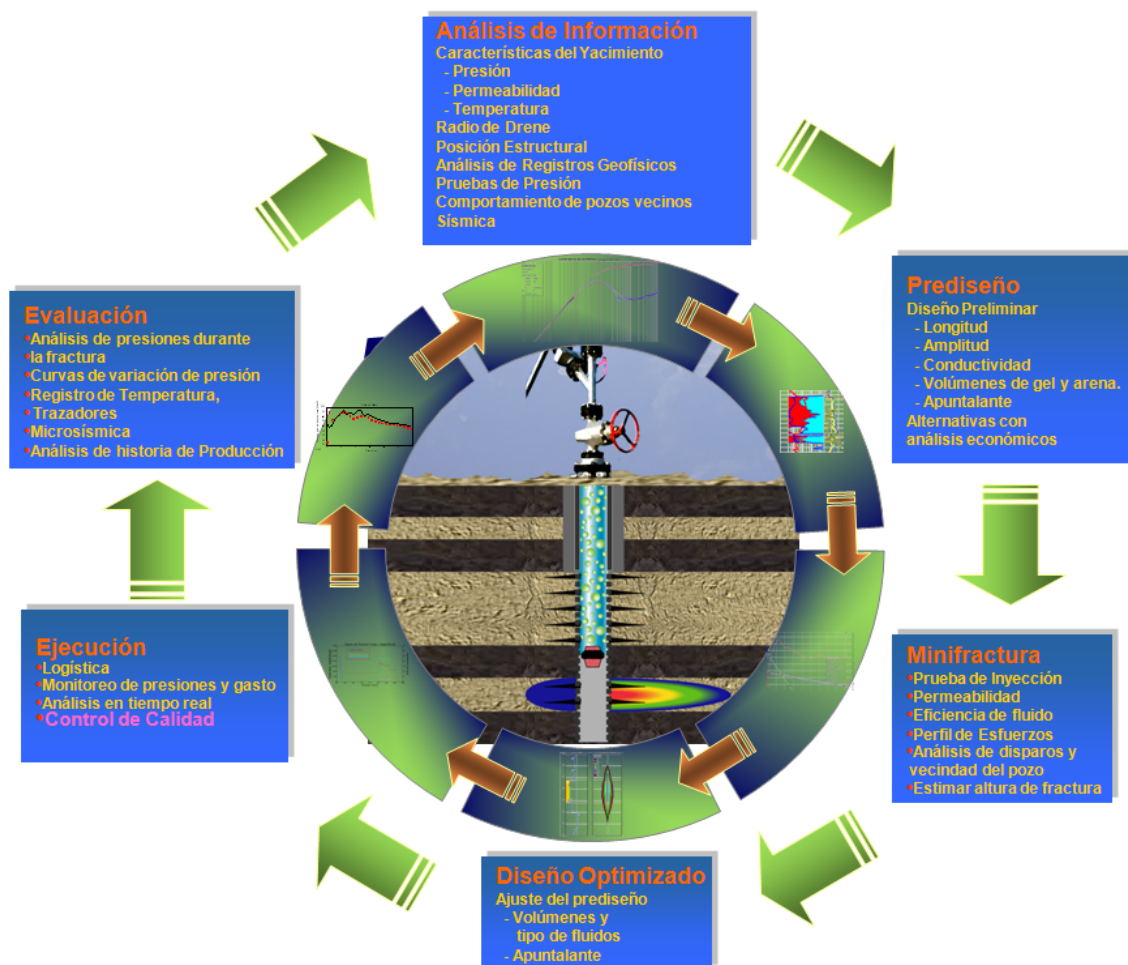 Análisis de Información
Características del Yacimiento
- Presión
- Permeabilidad
- Temperatura
Radio de Drene
Posición Estructural
Análisis de Registros Geofísicos
Pruebas de Presión
Comportamiento de pozos vecinos
Sísmica
Prediseño
Diseño Preliminar
- Longitud
- Amplitud
- Conductividad
- Volúmenes de gel y arena.
- Apuntalante
Alternativas con
análisis económicos
Minifractura
•Prueba de Inyección
•Permeabilidad
•Eficiencia de fluido
•Perfil de Esfuerzos
•Análisis de disparos y
vecindad del pozo
•Estimar altura de fractura
Diseño Optimizado
Ajuste del prediseño
- Volúmenes y
tipo de fluidos
- Apuntalante
Ejecución
•Logística
•Monitoreo de presiones y gasto
•Análisis en tiempo real
•Control de Calidad
Evaluación
•Análisis de presiones durante
•la fractura
•Curvas de variación de presión
•Registro de Temperatura,
•Trazadores
•Microsísmica
•Análisis de historia de Producción